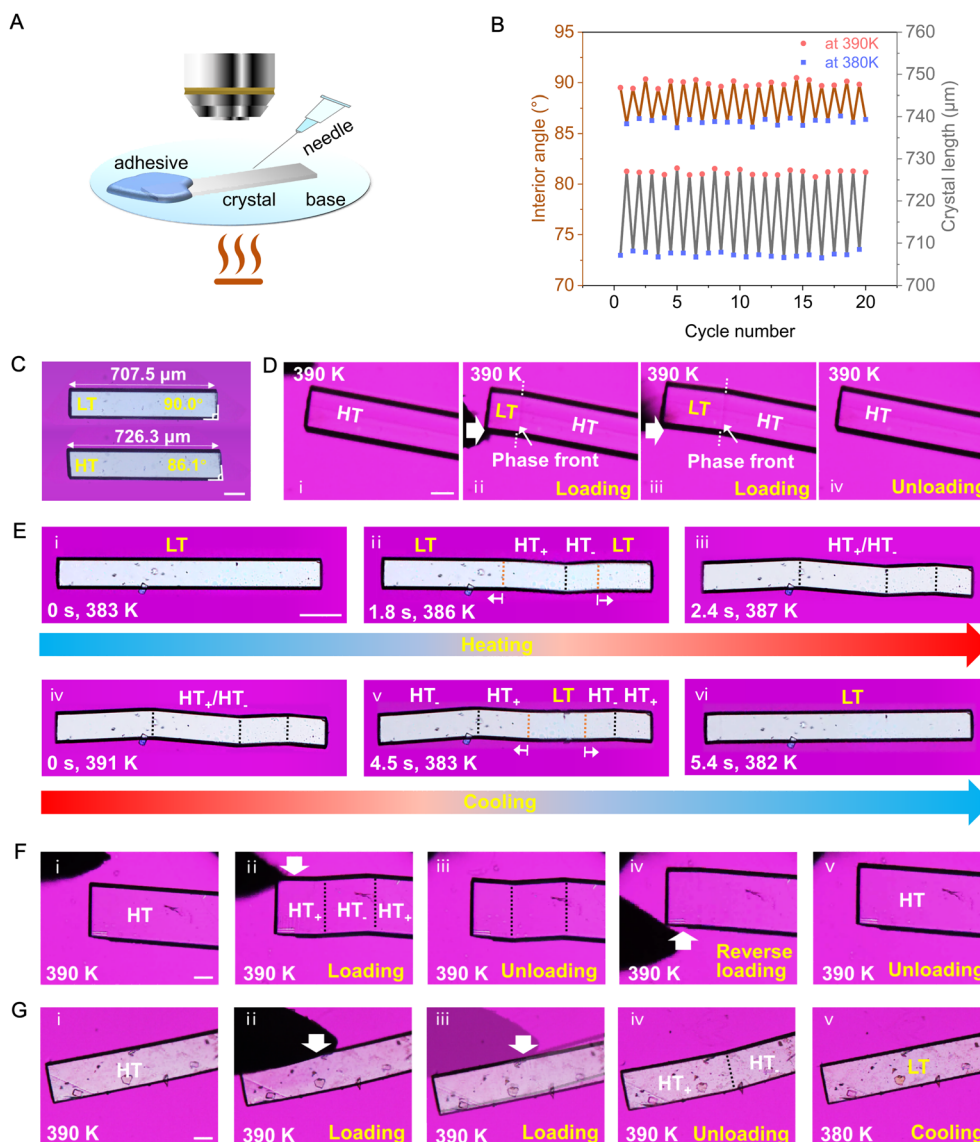 A
adhesive
needle
crystal
base
B
95
90
85
80
75
70
Interior angle (°)
at 390K
at 380K
760
750
740
730
720
710
700
Crystal length (μm)
0
5
10
15
20
Cycle number
C
707.5 μm
LT
90.0°
726.3 μm
HT
86.1°
D
390 K
HT
i
390 K
LT
HT
Phase front
ii
Loading
390 K
LT
HT
Phase front
iii
Loading
390 K
HT
iv
Unloading
E
i
LT
0 s, 383 K
ii
LT
HT+
HT-
LT
1.8 s, 386 K
iii
HT+/HT-
2.4 s, 387 K
Heating
iv
HT+/HT-
0 s, 391 K
v
HT-
HT+
LT
HT-
HT+
4.5 s, 383 K
vi
LT
5.4 s, 382 K
Cooling
F
i
HT
390 K
ii
HT+
HT-
HT+
390 K
Loading
iii
390 K
Unloading
iv
Reverse
390 K
loading
v
HT
390 K
Unloading
G
i
HT
390 K
ii
390 K
Loading
iii
390 K
Loading
iv
HT+
HT-
390 K
Unloading
v
LT
380 K
Cooling